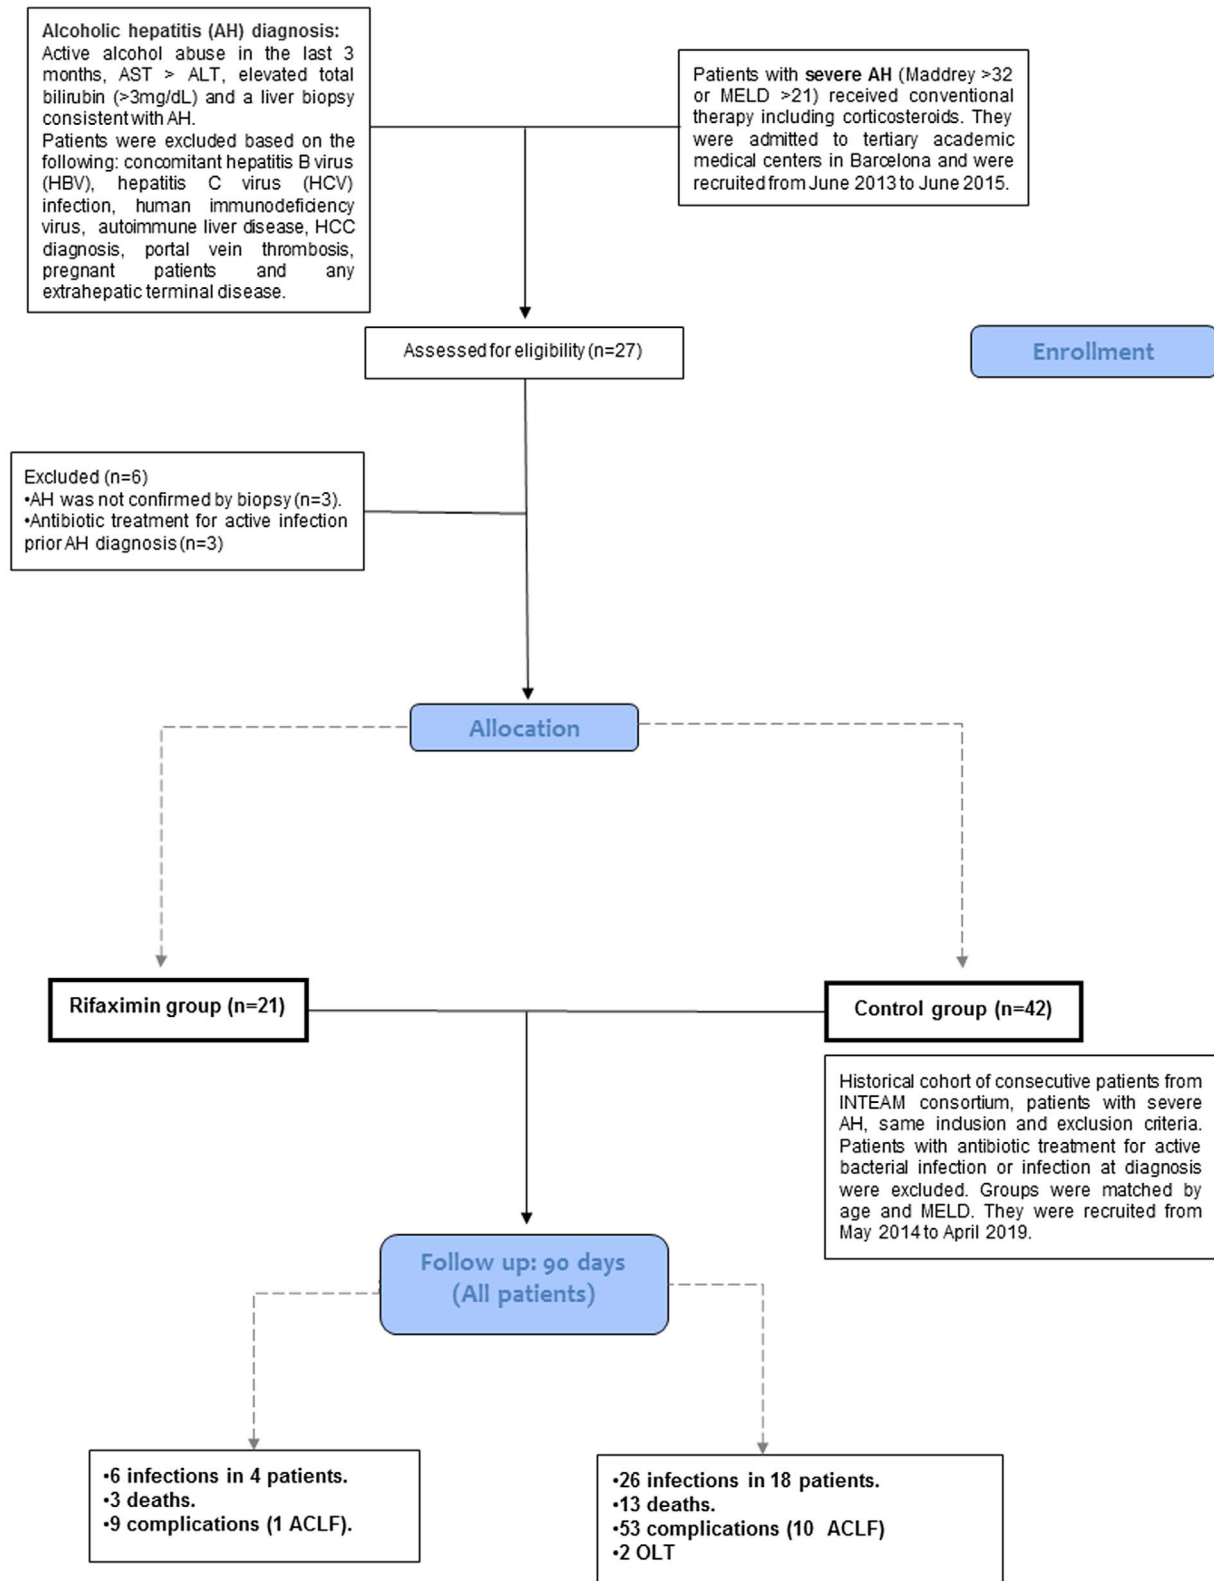 Alcoholic hepatitis (AH) diagnosis:
Active alcohol abuse in the last 3
months, AST > ALT, elevated total
bilirubin (>3mg/dL) and a liver biopsy
consistent with AH.
Patients were excluded based on the
following: concomitant hepatitis B virus
(HBV), hepatitis C virus (HCV)
infection, human immunodeficiency
virus, autoimmune liver disease, HCC
diagnosis, portal vein thrombosis,
pregnant patients and any
extrahepatic terminal disease.
Patients with severe AH (Maddrey >32
or MELD >21) received conventional
therapy including corticosteroids. They
were admitted to tertiary academic
medical centers in Barcelona and were
recruited from June 2013 to June 2015.
Assessed for eligibility (n=27)
Enrollment
Excluded (n=6)
•AH was not confirmed by biopsy (n=3).
•Antibiotic treatment for active infection
prior AH diagnosis (n=3)
Allocation
Rifaximin group (n=21)
Control group (n=42)
Historical cohort of consecutive patients from
INTEAM consortium, patients with severe
AH, same inclusion and exclusion criteria.
Patients with antibiotic treatment for active
bacterial infection or infection at diagnosis
were excluded. Groups were matched by
age and MELD. They were recruited from
May 2014 to April 2019.
Follow up: 90 days
(All patients)
•6 infections in 4 patients.
•3 deaths.
•9 complications (1 ACLF).
•26 infections in 18 patients.
•13 deaths.
•53 complications (10 ACLF)
•2 OLT